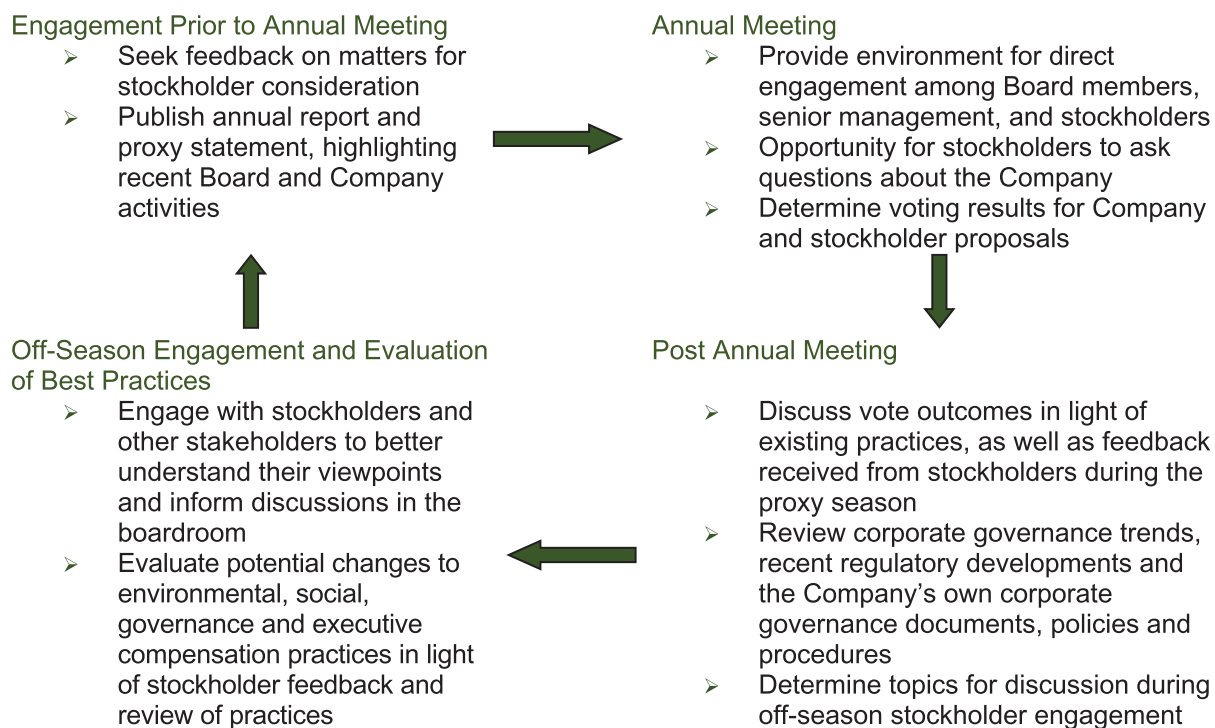 Engagement Prior to Annual Meeting
Seek feedback on matters for
stockholder consideration
Publish annual report and
proxy statement, highlighting
recent Board and Company
activities
Annual Meeting
Provide environment for direct
engagement among Board members,
senior management, and stockholders
Opportunity for stockholders to ask
questions about the Company
Determine voting results for Company
and stockholder proposals
Off-Season Engagement and Evaluation
of Best Practices
Engage with stockholders and
other stakeholders to better
understand their viewpoints
and inform discussions in the
boardroom
Evaluate potential changes to
environmental, social,
governance and executive
compensation practices in light
of stockholder feedback and
review of practices
Post Annual Meeting
Discuss vote outcomes in light of
existing practices, as well as feedback
received from stockholders during the
proxy season
Review corporate governance trends,
recent regulatory developments and
the Company's own corporate
governance documents, policies and
procedures
Determine topics for discussion during
off-season stockholder engagement